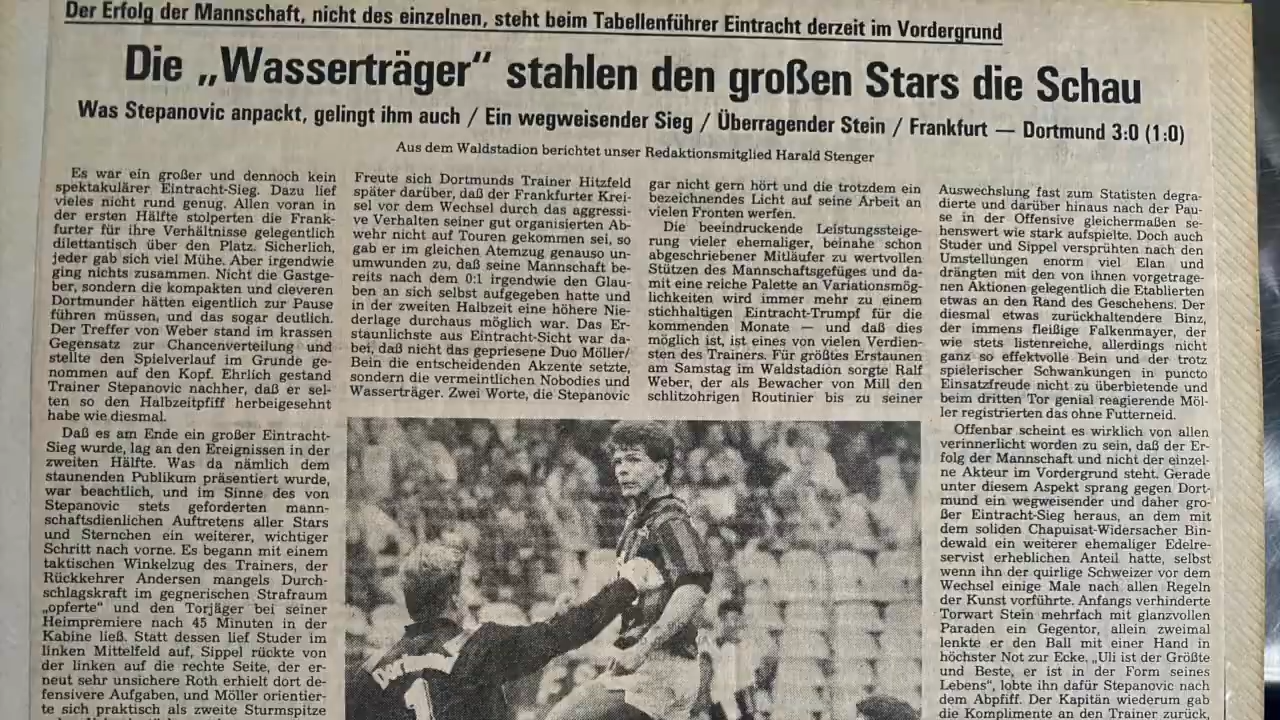 Der Erfolg der Mannschaft, nicht des einzelnen, steht beim Tabellenführer Eintracht derzeit im Vordergrund
Die „Wasserträger“ stahlen den großen Stars die Schau
Was Stepanovic anpackt, gelingt ihm auch / Ein wegweisender Sieg / Überragender Stein / Frankfurt — Dortmund 3:0 (1:0)
Aus dem Waldstadion berichtet unser Redaktionsmitglied Harald Stenger
Es war ein großer und dennoch kein
spektakulärer Eintracht-Sieg. Dazu lief
vieles nicht rund genug. Allen voran in
der ersten Hälfte stolperten die Frank-
furter für ihre Verhältnisse gelegentlich
dilettantisch über den Platz. Sicherlich,
jeder gab sich viel Mühe. Aber irgendwie
ging nichts zusammen. Nicht die Gastge-
ber, sondern die kompakten und cleveren
Dortmunder hätten eigentlich zur Pause
führen müssen, und das sogar deutlich.
Der Treffer von Weber stand im krassen
Gegensatz zur Chancenverteilung und
stellte den Spielverlauf im Grunde ge-
nommen auf den Kopf. Ehrlich gestand
Trainer Stepanovic nachher, daß er sel-
ten so den Halbzeitpfiff herbeigesehnt
habe wie diesmal.
Daß es am Ende ein großer Eintracht-
Sieg wurde, lag an den Ereignissen in der
zweiten Hälfte. Was da nämlich dem
staunenden Publikum präsentiert wurde,
war beachtlich, und im Sinne des von
Stepanovic stets geforderten mann-
schaftsdienlichen Auftretens aller Stars
und Sternchen ein weiterer, wichtiger
Schritt nach vorne. Es begann mit einem
taktischen Winkelzug des Trainers, der
Rückkehrer Andersen mangels Durch-
schlagskraft im gegnerischen Strafraum
„opferte“ und den Torjäger bei seiner
Heimpremiere nach 45 Minuten in der
Kabine ließ. Statt dessen lief Studer im
linken Mittelfeld auf, Sippel rückte von
der linken auf die rechte Seite, der er-
neut sehr unsichere Roth erhielt dort de-
fensivere Aufgaben, und Möller orientier-
te sich praktisch als zweite Sturmspitze
Freute sich Dortmunds Trainer Hitzfeld
später darüber, daß der Frankfurter Krei-
sel vor dem Wechsel durch das aggressi-
ve Verhalten seiner gut organisierten Ab-
wehr nicht auf Touren gekommen sei, so
gab er im gleichen Atemzug genauso un-
umwunden zu, daß seine Mannschaft be-
reits nach dem 0:1 irgendwie den Glau-
ben an sich selbst aufgegeben hatte und
in der zweiten Halbzeit eine höhere Nie-
derlage durchaus möglich war. Das Er-
staunlichste aus Eintracht-Sicht war da-
bei, daß nicht das gepriesene Duo Möller/
Bein die entscheidenden Akzente setzte,
sondern die vermeintlichen Nobodies und
Wasserträger. Zwei Worte, die Stepanovic
gar nicht gern hört und die trotzdem ein
bezeichnendes Licht auf seine Arbeit an
vielen Fronten werfen.
Die beeindruckende Leistungssteige-
rung vieler ehemaliger, beinahe schon
abgeschriebener Mitläufer zu wertvollen
Stützen des Mannschaftsgefüges und da-
mit eine reiche Palette an Variationsmög-
lichkeiten wird immer mehr zu einem
stichhaltigen Eintracht-Trumpf für die
kommenden Monate — und daß dies
möglich ist, ist eines von vielen Verdien-
sten des Trainers. Für größtes Erstaunen
am Samstag im Waldstadion sorgte Ralf
Weber, der als Bewacher von Mill den
schlitzohrigen Routinier bis zu seiner
Auswechslung fast zum Statisten degra-
dierte und darüber hinaus nach der Pau-
se in der Offensive gleichermaßen se-
henswert wie stark aufspielte. Doch auch
Studer und Sippel versprühten nach den
Umstellungen enorm viel Elan und
drängten mit den von ihnen vorgetrage-
nen Aktionen gelegentlich die Etablierten
etwas an den Rand des Geschehens. Der
diesmal etwas zurückhaltendere Binz,
der immens fleißige Falkenmayer, der
wie stets listenreiche, allerdings nicht
ganz so effektvolle Bein und der trotz
spielerischer Schwankungen in puncto
Einsatzfreude nicht zu überbietende und
beim dritten Tor genial reagierende Möl-
ler registrierten das ohne Futterneid.
Offenbar scheint es wirklich von allen
verinnerlicht worden zu sein, daß der Er-
folg der Mannschaft und nicht der einzel-
ne Akteur im Vordergrund steht. Gerade
unter diesem Aspekt sprang gegen Dort-
mund ein wegweisender und daher gro-
ßer Eintracht-Sieg heraus, an dem mit
dem soliden Chapuisat-Widersacher Bin-
dewald ein weiterer ehemaliger Edelre-
servist erheblichen Anteil hatte, selbst
wenn ihn der quirlige Schweizer vor dem
Wechsel einige Male nach allen Regeln
der Kunst vorführte. Anfangs verhinderte
Torwart Stein mehrfach mit glanzvollen
Paraden ein Gegentor, allein zweimal
lenkte er den Ball mit einer Hand in
höchster Not zur Ecke. „Uli ist der Größte
und Beste, er ist in der Form seines
Lebens“, lobte ihn dafür Stepanovic nach
dem Abpfiff. Der Kapitän wiederum gab
die Komplimente an den Trainer zurück.